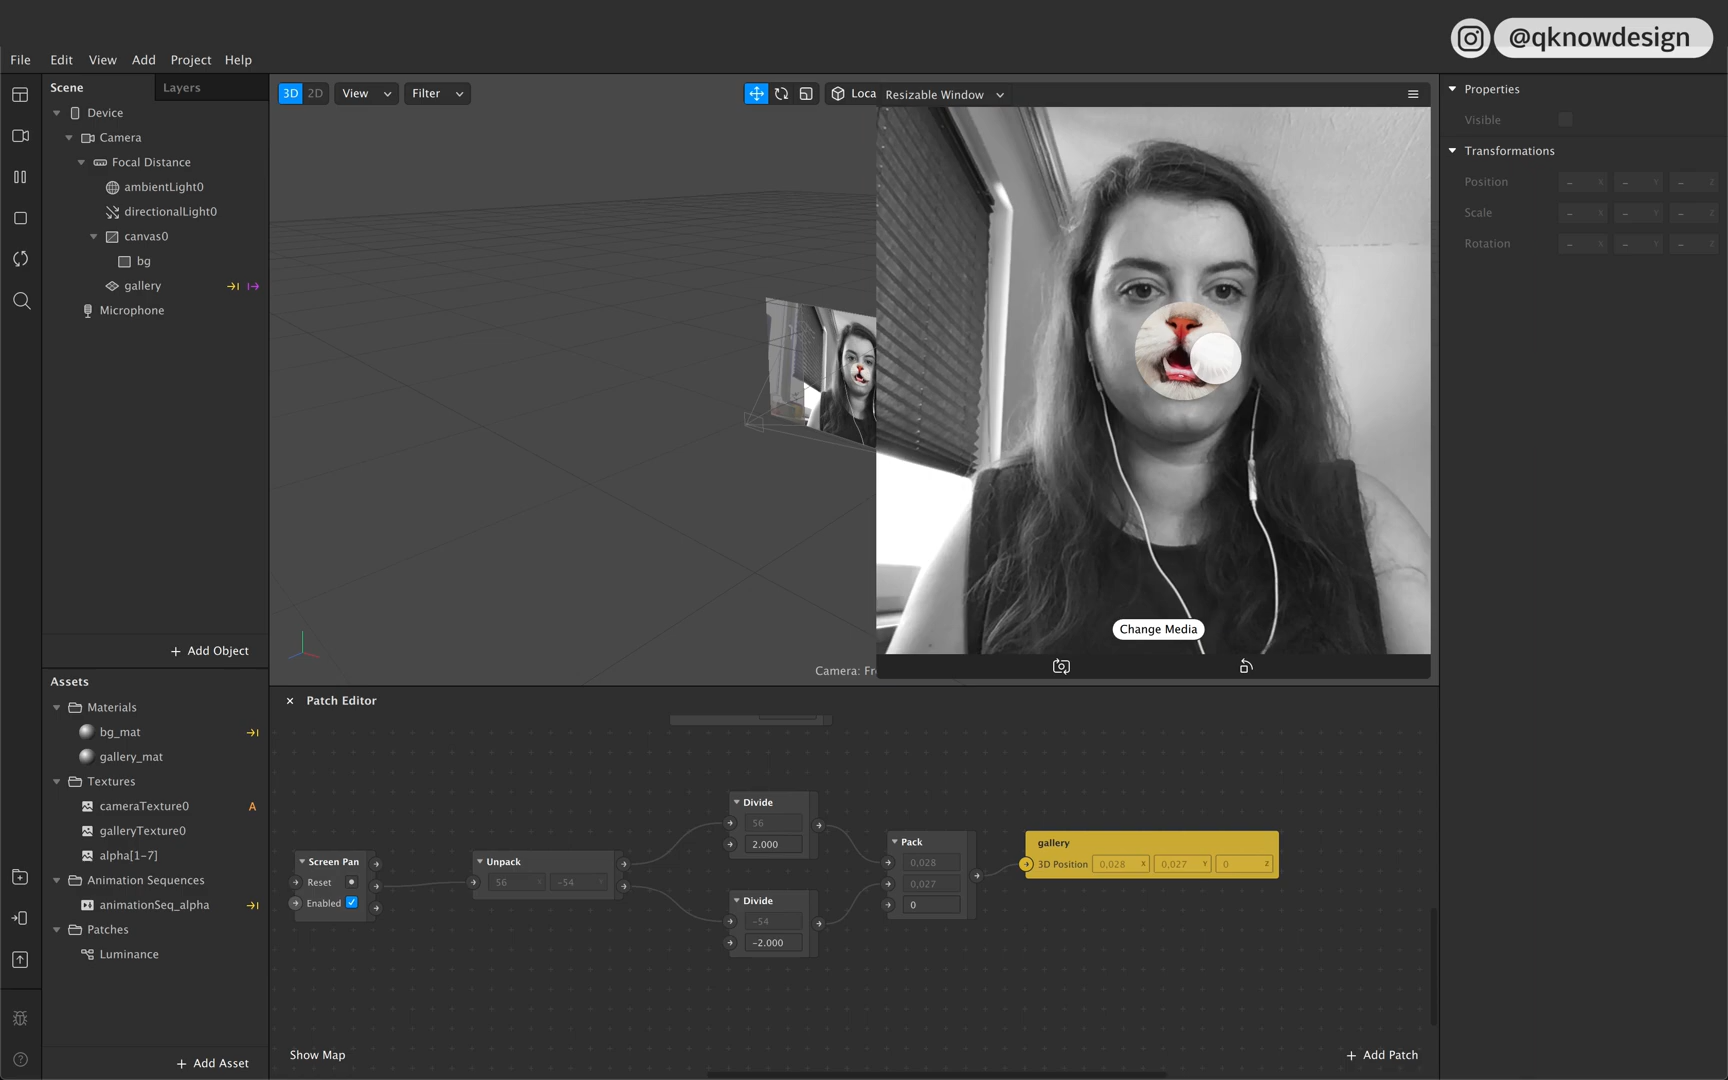 @qknowdesign
File Edit View Add Project Help
Scene Layers
Device
Camera
Focal Distance
ambientLight0
directionalLight0
canvas0
bg
gallery
Microphone
+ Add Object
3D 2D View Filter
Loca Resizable Window
Change Media
Camera: Fr
Properties
Visible
Transformations
Position - X - Y - Z
Scale - X - Y - Z
Rotation - X - Y - Z
Assets
Materials
bg_mat
gallery_mat
Textures
cameraTexture0 A
galleryTexture0
alpha[1-7]
Animation Sequences
animationSeq_alpha
Patches
Luminance
+ Add Asset
× Patch Editor
Screen Pan
Reset
Enabled
Unpack
56 -54
Divide
56
2.000
Divide
-54
-2.000
Pack
0,028
0,027
0
gallery
3D Position 0,028 X 0,027 Y 0 Z
Show Map
+ Add Patch